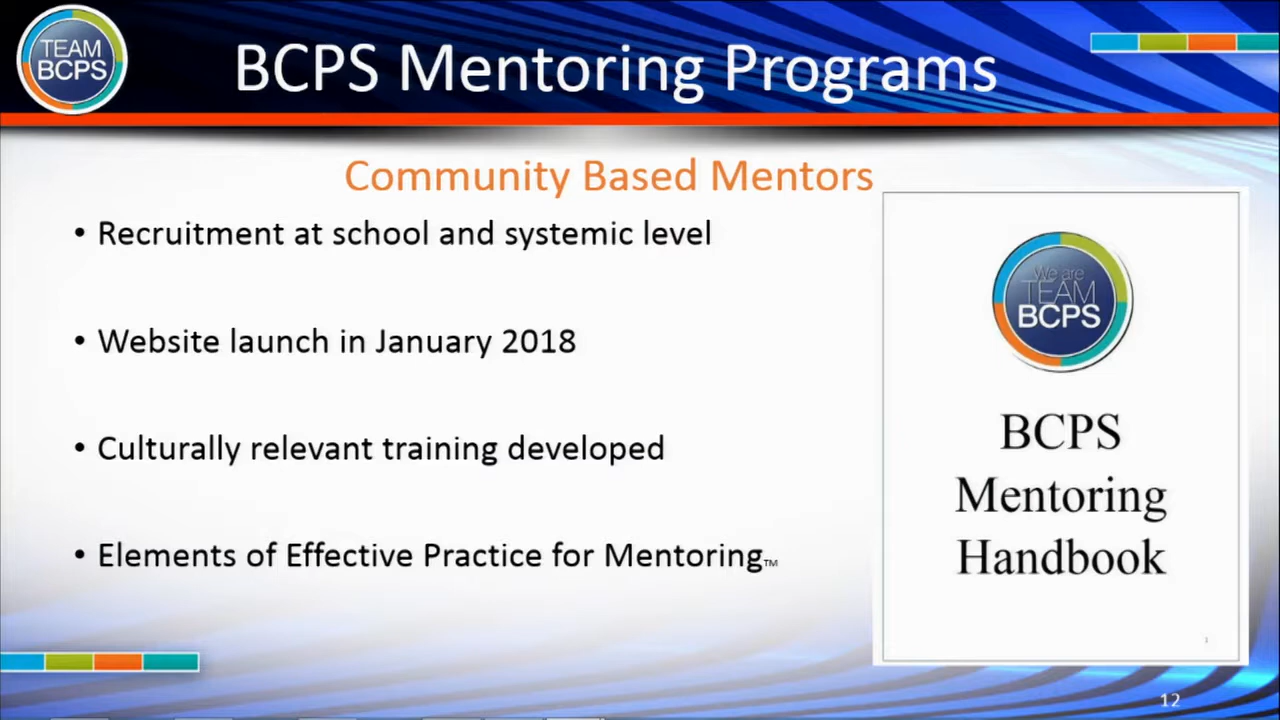 TEAM
BCPS
BCPS Mentoring Programs
Community Based Mentors
• Recruitment at school and systemic level
• Website launch in January 2018
• Culturally relevant training developed
• Elements of Effective Practice for Mentoring™
We are
TEAM
BCPS
BCPS
Mentoring
Handbook
12